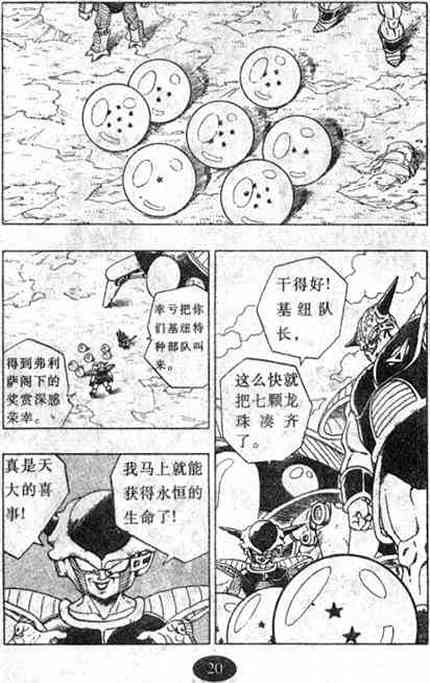 干得好!
基纽队
长，
这么快就
把七颗龙
珠凑齐
了。
幸亏把你
们基纽特
种部队叫
来。
得到弗利
萨阁下的
奖赏深感
荣幸。
我马上就能
获得永恒的
生命了!
真是天
大的喜
事!
20